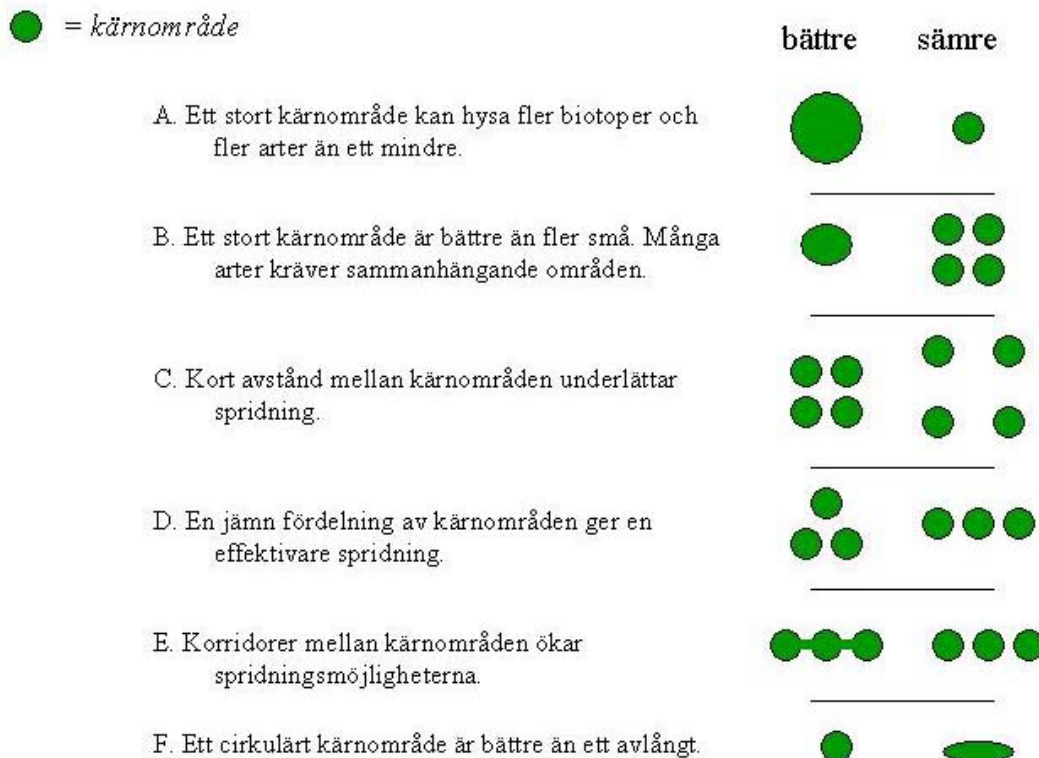 = kärnområde
bättre sämre
A. Ett stort kärnområde kan hysa fler biotoper och
fler arter än ett mindre.
B. Ett stort kärnområde är bättre än fler små. Många
arter kräver sammanhängande områden.
C. Kort avstånd mellan kärnområden underlättar
spridning.
D. En jämn fördelning av kärnområden ger en
effektivare spridning.
E. Korridorer mellan kärnområden ökar
spridningsmöjligheterna.
F. Ett cirkulärt kärnområde är bättre än ett avlångt.